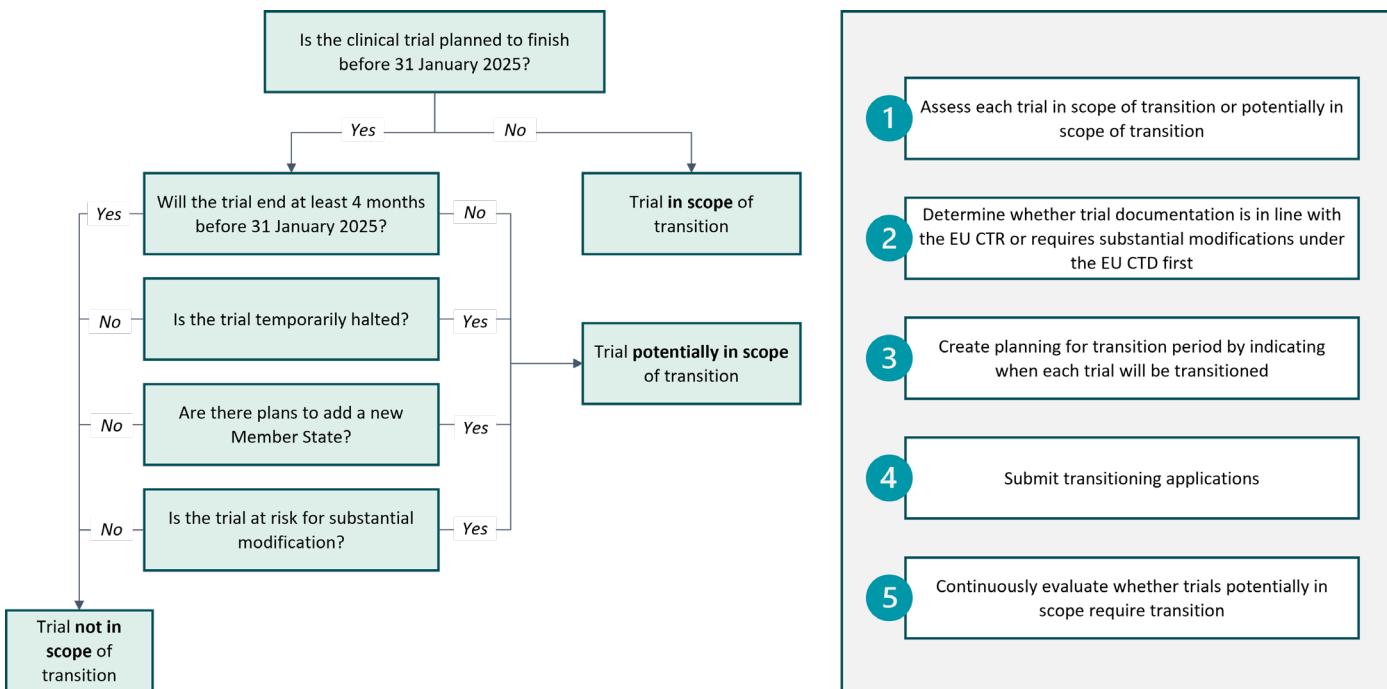 Is the clinical trial planned to finish
before 31 January 2025?
Yes
No
Will the trial end at least 4 months
before 31 January 2025?
Yes
No
Trial in scope of
transition
Is the trial temporarily halted?
No
Yes
Trial potentially in scope
of transition
Are there plans to add a new
Member State?
No
Yes
Is the trial at risk for substantial
modification?
No
Yes
Trial not in
scope of
transition
1
Assess each trial in scope of transition or potentially in
scope of transition
2
Determine whether trial documentation is in line with
the EU CTR or requires substantial modifications under
the EU CTD first
3
Create planning for transition period by indicating
when each trial will be transitioned
4
Submit transitioning applications
5
Continuously evaluate whether trials potentially in
scope require transition